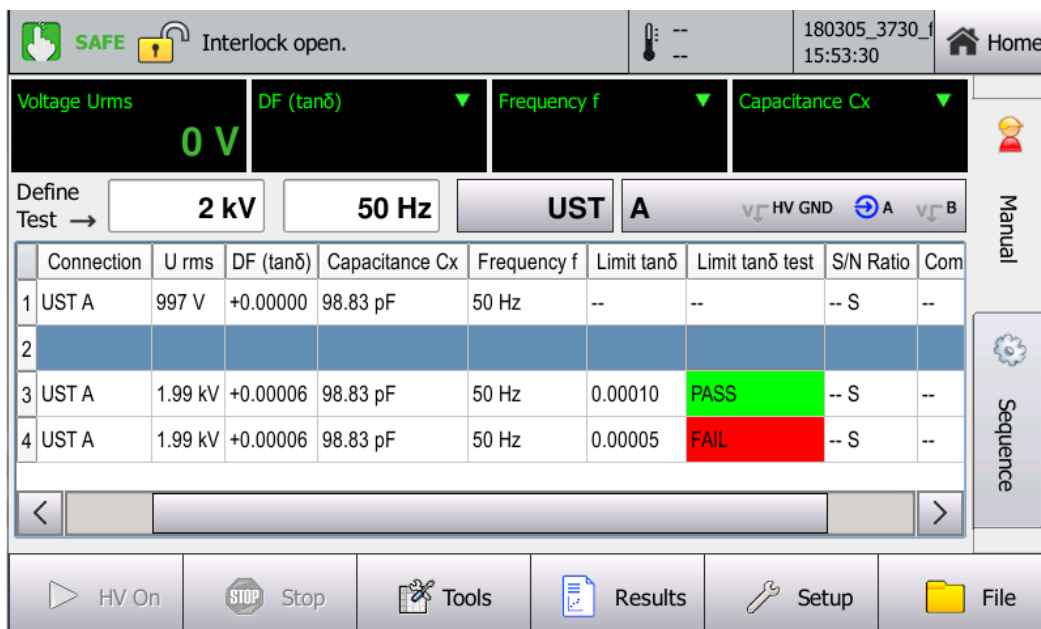 SAFE Interlock open. -- 180305_3730_f Home
-- 15:53:30
Voltage Urms DF (tanδ) Frequency f Capacitance Cx
0 V
Define
Test → 2 kV 50 Hz UST A HV GND A B
Manual
Connection U rms DF (tanδ) Capacitance Cx Frequency f Limit tanδ Limit tanδ test S/N Ratio Com
1 UST A 997 V +0.00000 98.83 pF 50 Hz -- -- -- S --
2
3 UST A 1.99 kV +0.00006 98.83 pF 50 Hz 0.00010 PASS -- S --
4 UST A 1.99 kV +0.00006 98.83 pF 50 Hz 0.00005 FAIL -- S --
Sequence
HV On STOP Stop Tools Results Setup File